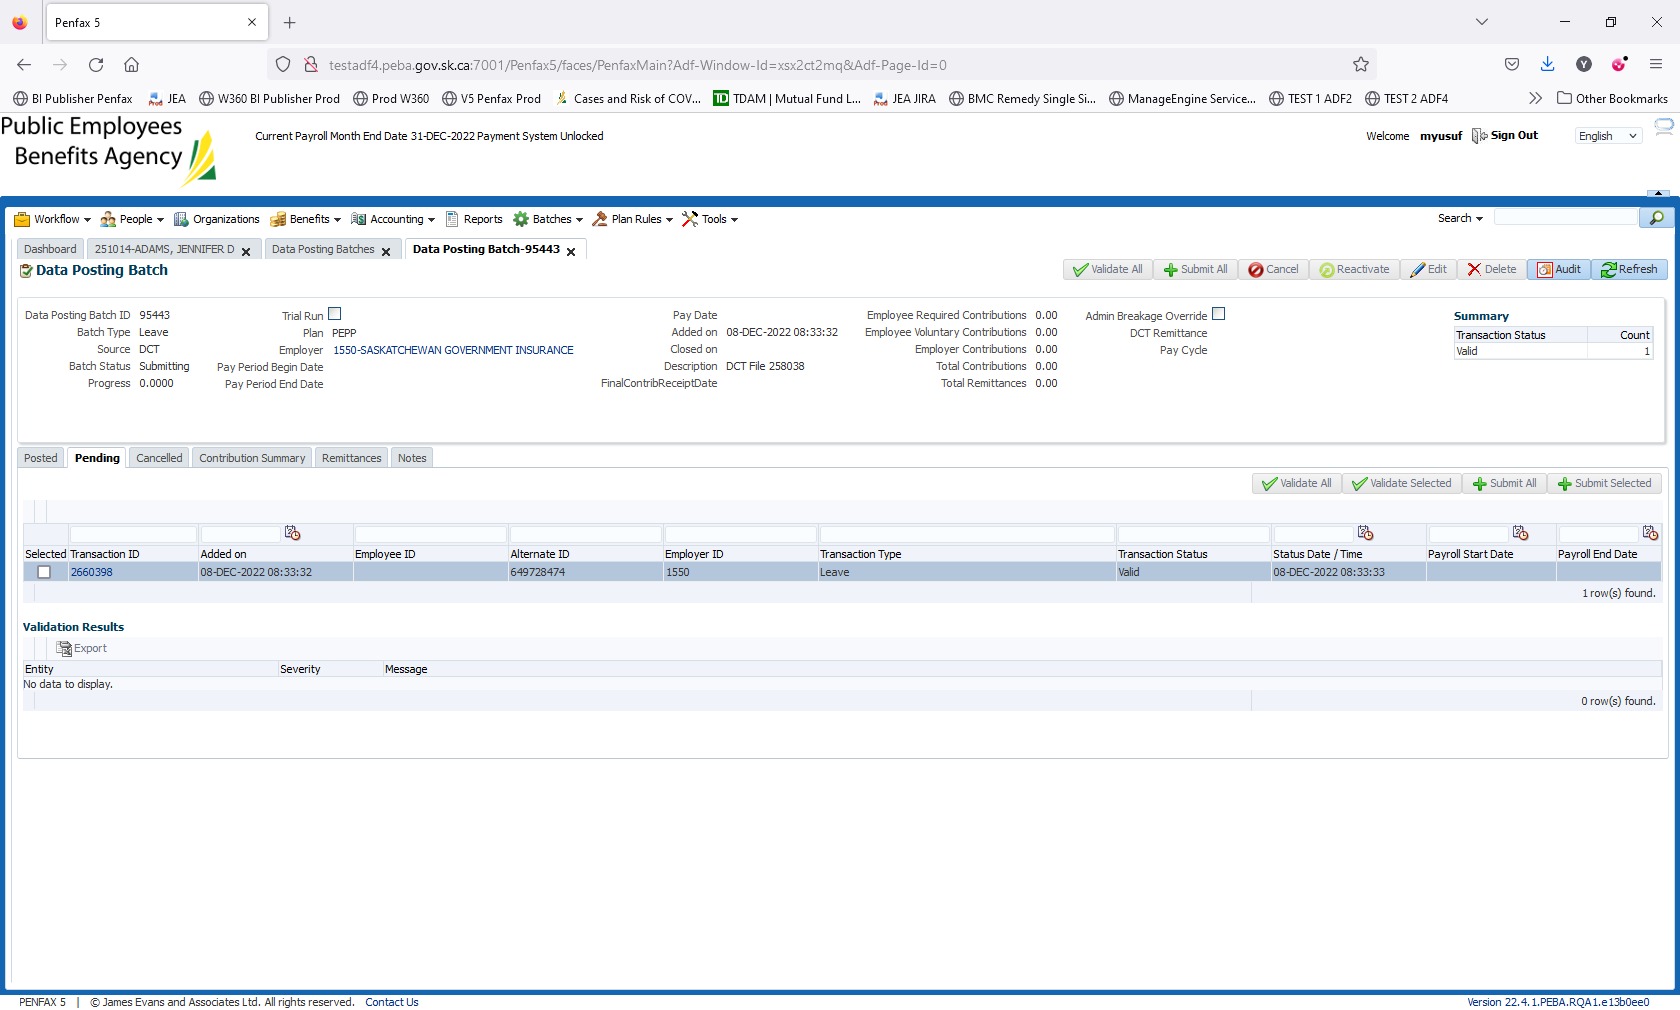 Penfax 5
testadf4.peba.gov.sk.ca:7001/Penfax5/faces/PenfaxMain?Adf-Window-Id=xsx2ct2mq&Adf-Page-Id=0
BI Publisher Penfax JEA W360 BI Publisher Prod Prod W360 V5 Penfax Prod Cases and Risk of COV... TD TDAM | Mutual Fund L... JEA JIRA BMC Remedy Single Si... ManageEngine Service... TEST 1 ADF2 TEST 2 ADF4 Other Bookmarks
Public Employees
Benefits Agency
Current Payroll Month End Date 31-DEC-2022 Payment System Unlocked
Welcome myusuf Sign Out English
Workflow People Organizations Benefits Accounting Reports Batches Plan Rules Tools Search
Dashboard 251014-ADAMS, JENNIFER D Data Posting Batches Data Posting Batch-95443
Data Posting Batch
Validate All Submit All Cancel Reactivate Edit Delete Audit Refresh
Data Posting Batch ID 95443
Batch Type Leave
Source DCT
Batch Status Submitting
Progress 0.0000
Trial Run
Plan PEPP
Employer 1550-SASKATCHEWAN GOVERNMENT INSURANCE
Pay Period Begin Date
Pay Period End Date
Pay Date
Added on 08-DEC-2022 08:33:32
Closed on
Description DCT File 258038
FinalContribReceiptDate
Employee Required Contributions 0.00
Employee Voluntary Contributions 0.00
Employer Contributions 0.00
Total Contributions 0.00
Total Remittances 0.00
Admin Breakage Override
DCT Remittance
Pay Cycle
Summary
Transaction Status Count
Valid 1
Posted Pending Cancelled Contribution Summary Remittances Notes
Validate All Validate Selected Submit All Submit Selected
Selected Transaction ID Added on Employee ID Alternate ID Employer ID Transaction Type Transaction Status Status Date / Time Payroll Start Date Payroll End Date
2660398 08-DEC-2022 08:33:32 649728474 1550 Leave Valid 08-DEC-2022 08:33:33
1 row(s) found.
Validation Results
Export
Entity Severity Message
No data to display.
0 row(s) found.
PENFAX 5 | © James Evans and Associates Ltd. All rights reserved. Contact Us
Version 22.4.1.PEBA.RQA1.e13b0ee0